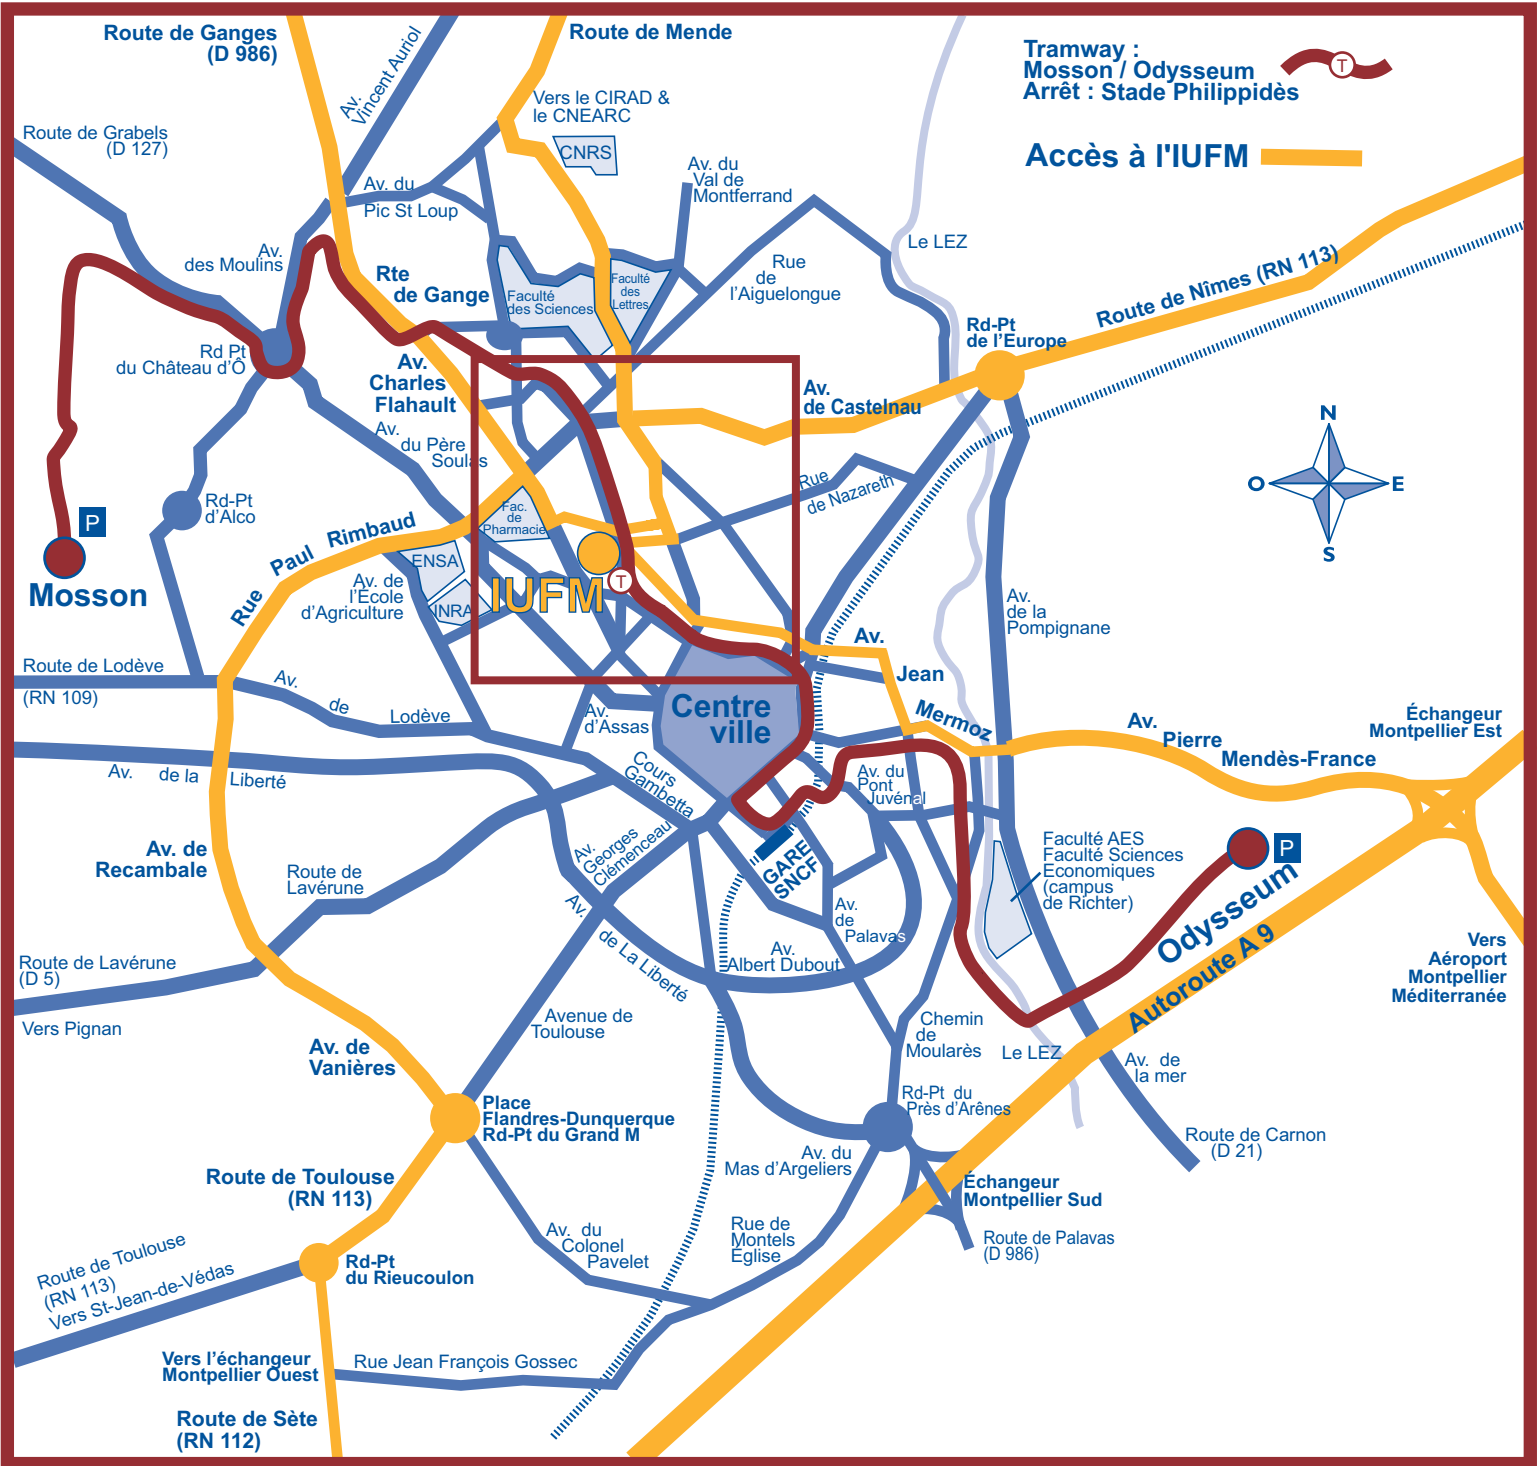 Route de Ganges
(D 986)
Av.
Vincent Auriol
Route de Mende
Tramway :
Mosson / Odysseum
Arrêt : Stade Philippidès
T
Accès à l'IUFM
Vers le CIRAD &
le CNEARC
CNRS
Route de Grabels
(D 127)
Av. du
Pic St Loup
Av. du
Val de
Montferrand
Av.
des Moulins
Rte
de Gange
Faculté
des Sciences
Faculté
des
Lettres
Rue
de
l'Aiguelongue
Le LEZ
Route de Nîmes (RN 113)
Rd-Pt
de l'Europe
Rd Pt
du Château d'Ô
Av.
Charles
Flahault
Av.
de Castelnau
Av.
du Père
Soulas
Rue
de Nazareth
N
O
E
S
Rd-Pt
d'Alco
P
Mosson
Rue Paul Rimbaud
Fac.
de
Pharmacie
ENSA
INRA
Av. de
l'École
d'Agriculture
IUFM
T
Av.
de la
Pompignane
Av.
Jean
Mermoz
Route de Lodève
(RN 109)
Av.
de
Lodève
Av.
d'Assas
Centre
ville
Av.
Pierre
Mendès-France
Échangeur
Montpellier Est
Av. de la Liberté
Cours
Gambetta
Av. du
Pont
Juvénal
Av. de
Recambale
Av.
Georges
Clémenceau
GARE
SNCF
Faculté AES
Faculté Sciences
Economiques
(campus
de Richter)
P
Odysseum
Route de
Lavérune
Av.
de La Liberté
Av.
de
Palavas
Av.
Albert Dubout
Autoroute A 9
Vers
Aéroport
Montpellier
Méditerranée
Route de Lavérune
(D 5)
Vers Pignan
Avenue de
Toulouse
Av. de
Vanières
Chemin
de
Moularès
Le LEZ
Av. de
la mer
Place
Flandres-Dunquerque
Rd-Pt du Grand M
Rd-Pt du
Près d'Arênes
Route de Carnon
(D 21)
Av. du
Mas d'Argeliers
Route de Toulouse
(RN 113)
Échangeur
Montpellier Sud
Av. du
Colonel
Pavelet
Rue de
Montels
Église
Route de Palavas
(D 986)
Route de Toulouse
(RN 113)
Vers St-Jean-de-Védas
Rd-Pt
du Rieucoulon
Vers l'échangeur
Montpellier Ouest
Rue Jean François Gossec
Route de Sète
(RN 112)